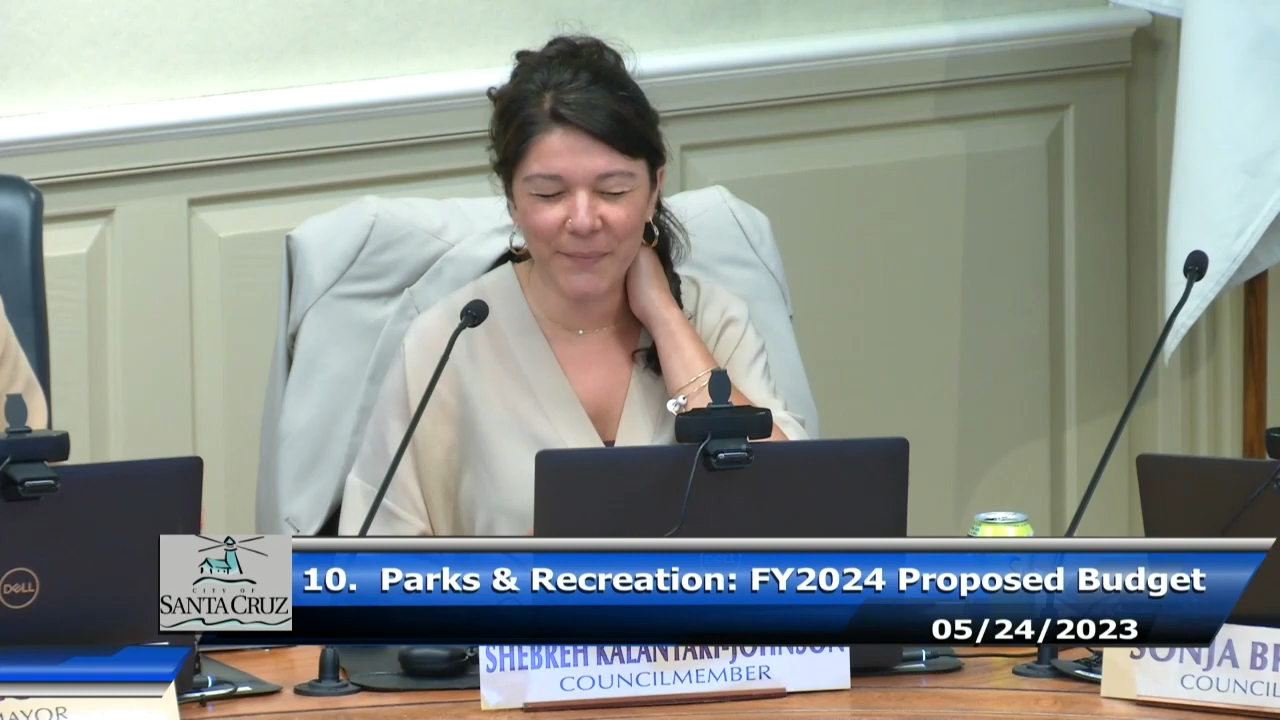 DELL
CITY OF
SANTA CRUZ
10. Parks & Recreation: FY2024 Proposed Budget
05/24/2023
SHEBREH KALANTARI-JOHNSON
COUNCILMEMBER
SONJA BR
COUNCIL
MAYOR